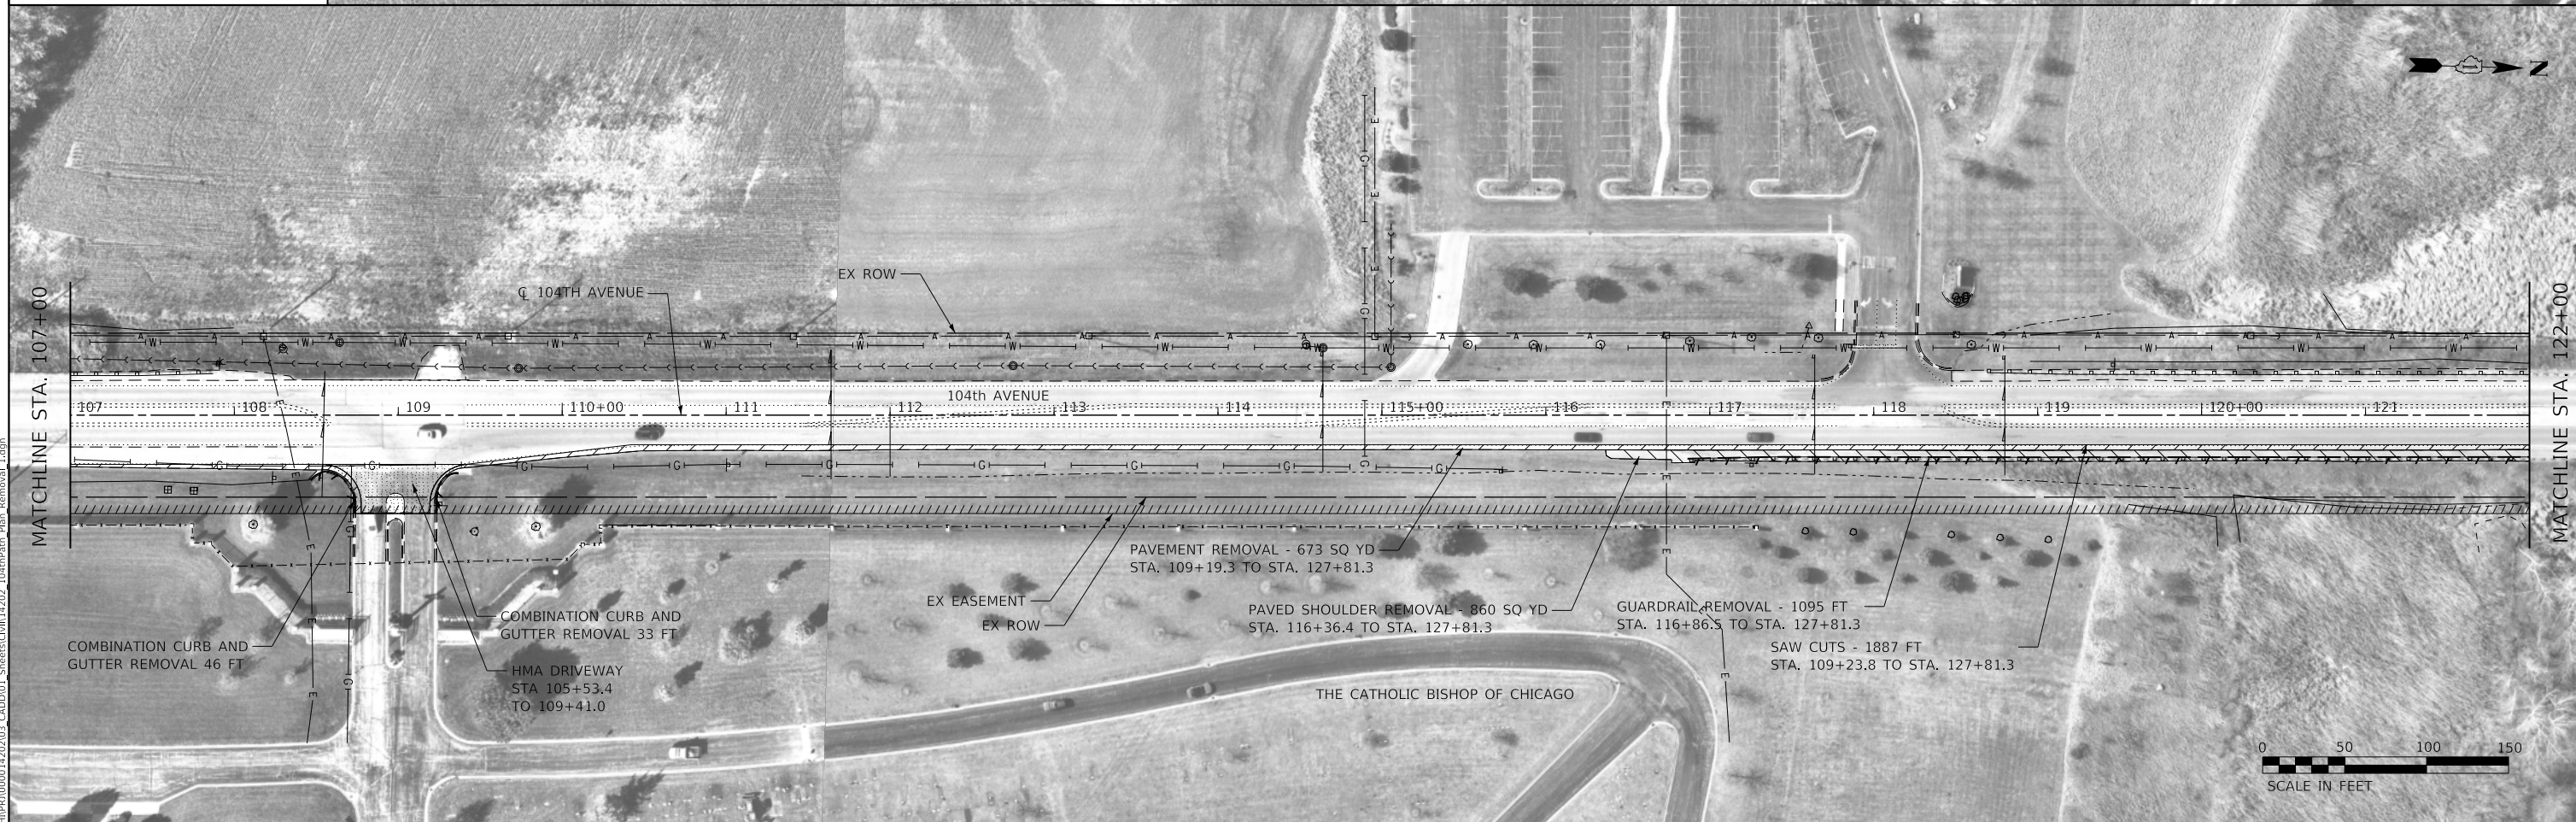 N
EX ROW
℄ 104TH AVENUE
MATCHLINE STA. 107+00
MATCHLINE STA. 122+00
104th AVENUE
107 108 109 110+00 111 112 113 114 115+00 116 117 118 119 120+00 121
PAVEMENT REMOVAL - 673 SQ YD
STA. 109+19.3 TO STA. 127+81.3
EX EASEMENT
EX ROW
PAVED SHOULDER REMOVAL - 860 SQ YD
STA. 116+36.4 TO STA. 127+81.3
GUARDRAIL REMOVAL - 1095 FT
STA. 116+86.5 TO STA. 127+81.3
SAW CUTS - 1887 FT
STA. 109+23.8 TO STA. 127+81.3
COMBINATION CURB AND
GUTTER REMOVAL 33 FT
COMBINATION CURB AND
GUTTER REMOVAL 46 FT
HMA DRIVEWAY
STA 105+53.4
TO 109+41.0
THE CATHOLIC BISHOP OF CHICAGO
0 50 100 150
SCALE IN FEET